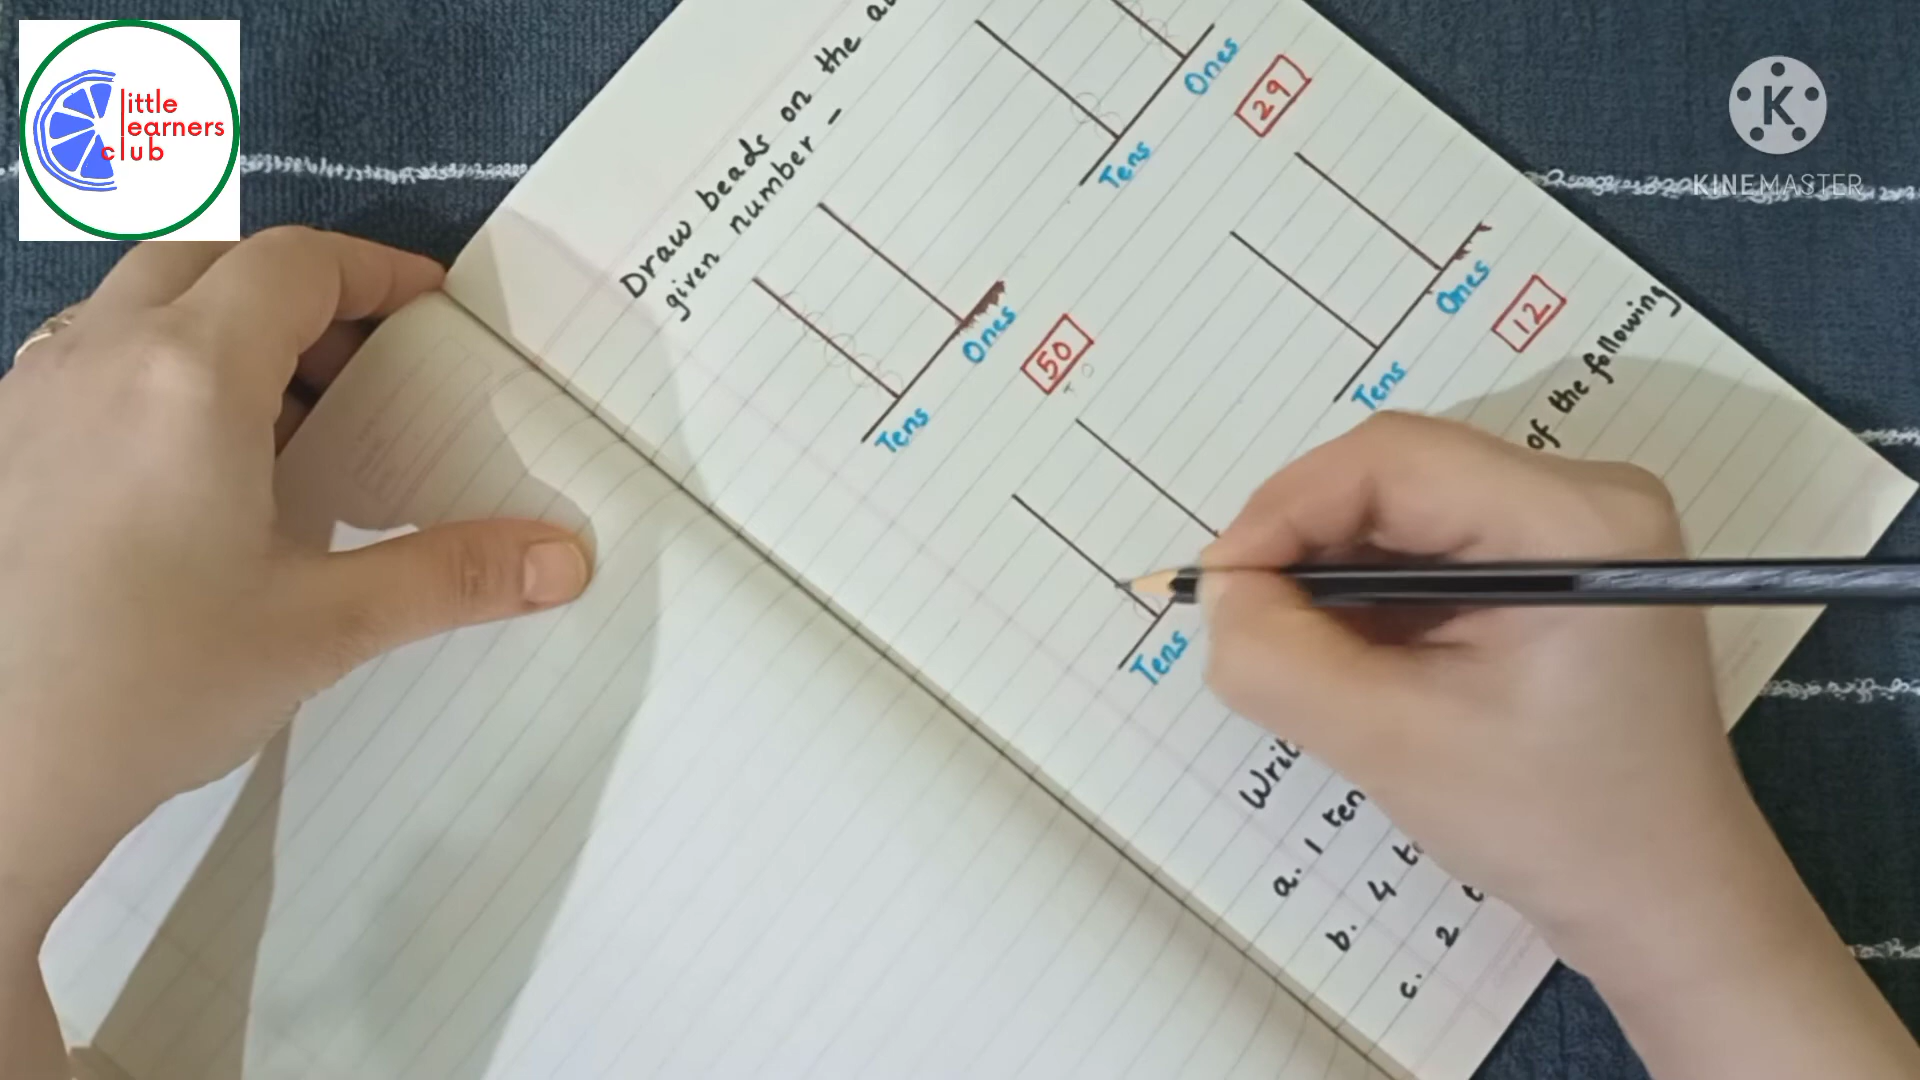 little
learners
club
KINEMASTER
Draw beads on the
given number -
Tens Ones
29
Tens Ones
50
T O
Tens Ones
12
Tens
of the following
a. 1 ten
b. 4
c. 2